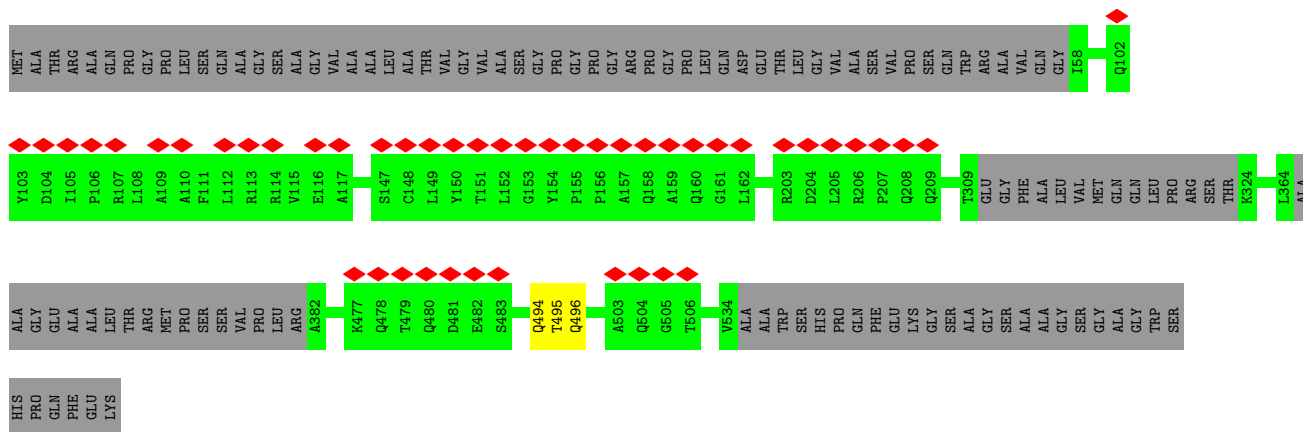 MET ALA THR ARG ALA GLN PRO GLY PRO LEU SER GLN ALA GLY SER ALA GLY VAL ALA ALA LEU ALA THR VAL GLY VAL ALA SER GLY PRO GLY PRO GLY ARG PRO GLY PRO LEU GLN ASP GLU THR LEU GLY VAL ALA SER VAL PRO SER GLN TRP ARG ALA VAL GLN GLY I58 Q102
Y103 D104 I105 P106 R107 L108 A109 A110 F111 L112 R113 R114 V115 E116 A117 S147 C148 L149 Y150 T151 L152 G153 Y154 P155 P156 A157 Q158 A159 Q160 G161 L162 R203 D204 L205 R206 P207 Q208 Q209 T309 GLU GLY PHE ALA LEU VAL MET GLN GLN LEU PRO ARG SER THR K324 L364 ALA
ALA GLY GLU ALA ALA LEU THR ARG MET PRO SER SER VAL PRO LEU ARG A382 K477 Q478 T479 Q480 D481 E482 S483 Q494 T495 Q496 A503 Q504 G505 T506 V534 ALA ALA TRP SER HIS PRO GLN PHE GLU LYS GLY SER ALA GLY SER ALA ALA GLY SER GLY ALA GLY TRP SER
HIS PRO GLN PHE GLU LYS